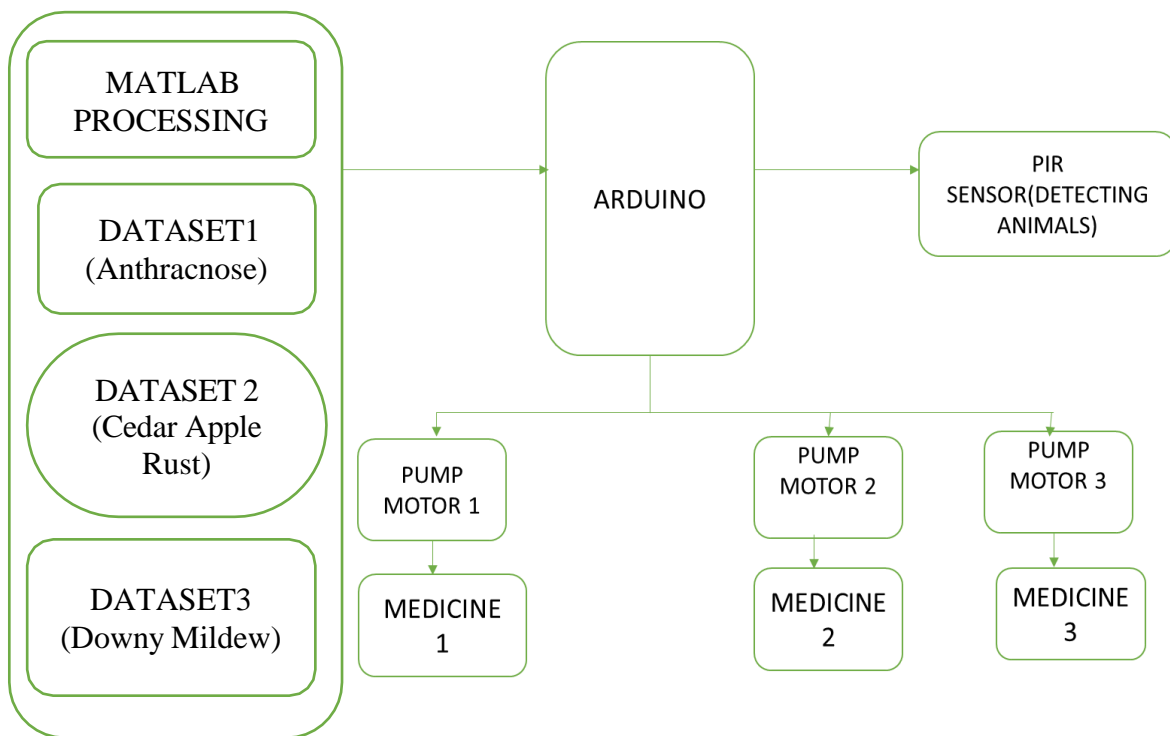 MATLAB
PROCESSING
DATASET1
(Anthracnose)
DATASET 2
(Cedar Apple
Rust)
DATASET3
(Downy Mildew)
ARDUINO
PIR
SENSOR(DETECTING
ANIMALS)
PUMP
MOTOR 1
PUMP
MOTOR 2
PUMP
MOTOR 3
MEDICINE
1
MEDICINE
2
MEDICINE
3